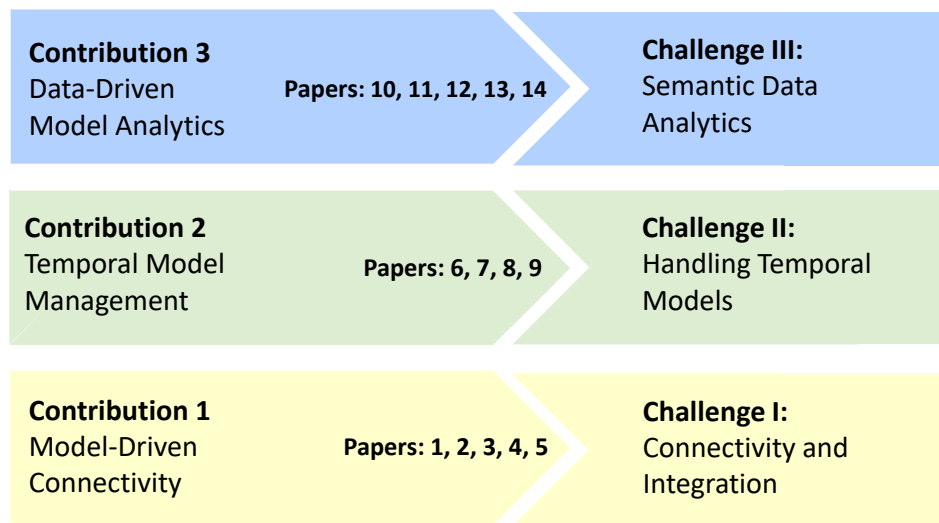 Contribution 3
Data-Driven
Model Analytics
Papers: 10, 11, 12, 13, 14
Challenge III:
Semantic Data
Analytics
Contribution 2
Temporal Model
Management
Papers: 6, 7, 8, 9
Challenge II:
Handling Temporal
Models
Contribution 1
Model-Driven
Connectivity
Papers: 1, 2, 3, 4, 5
Challenge I:
Connectivity and
Integration